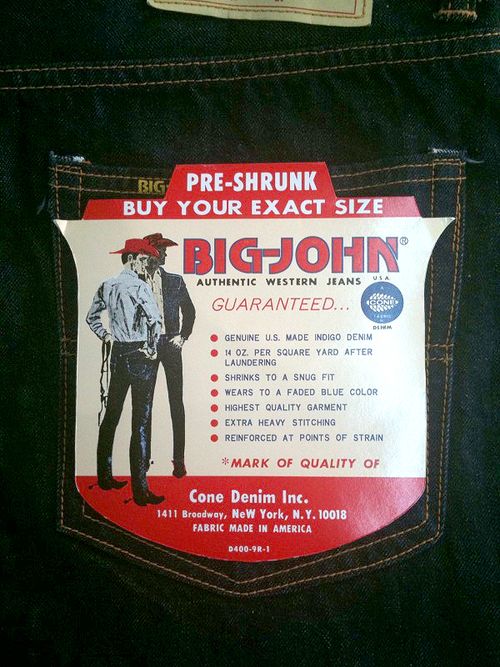 BIG
PRE-SHRUNK
BUY YOUR EXACT SIZE
BIG JOHN®
AUTHENTIC WESTERN JEANS
U.S.A.
CONE
DENIM
GUARANTEED...
● GENUINE U.S. MADE INDIGO DENIM
● 14 OZ. PER SQUARE YARD AFTER
LAUNDERING
● SHRINKS TO A SNUG FIT
● WEARS TO A FADED BLUE COLOR
● HIGHEST QUALITY GARMENT
● EXTRA HEAVY STITCHING
● REINFORCED AT POINTS OF STRAIN
*MARK OF QUALITY OF
Cone Denim Inc.
1411 Broadway, NeW York, N.Y. 10018
FABRIC MADE IN AMERICA
D400-9R-1